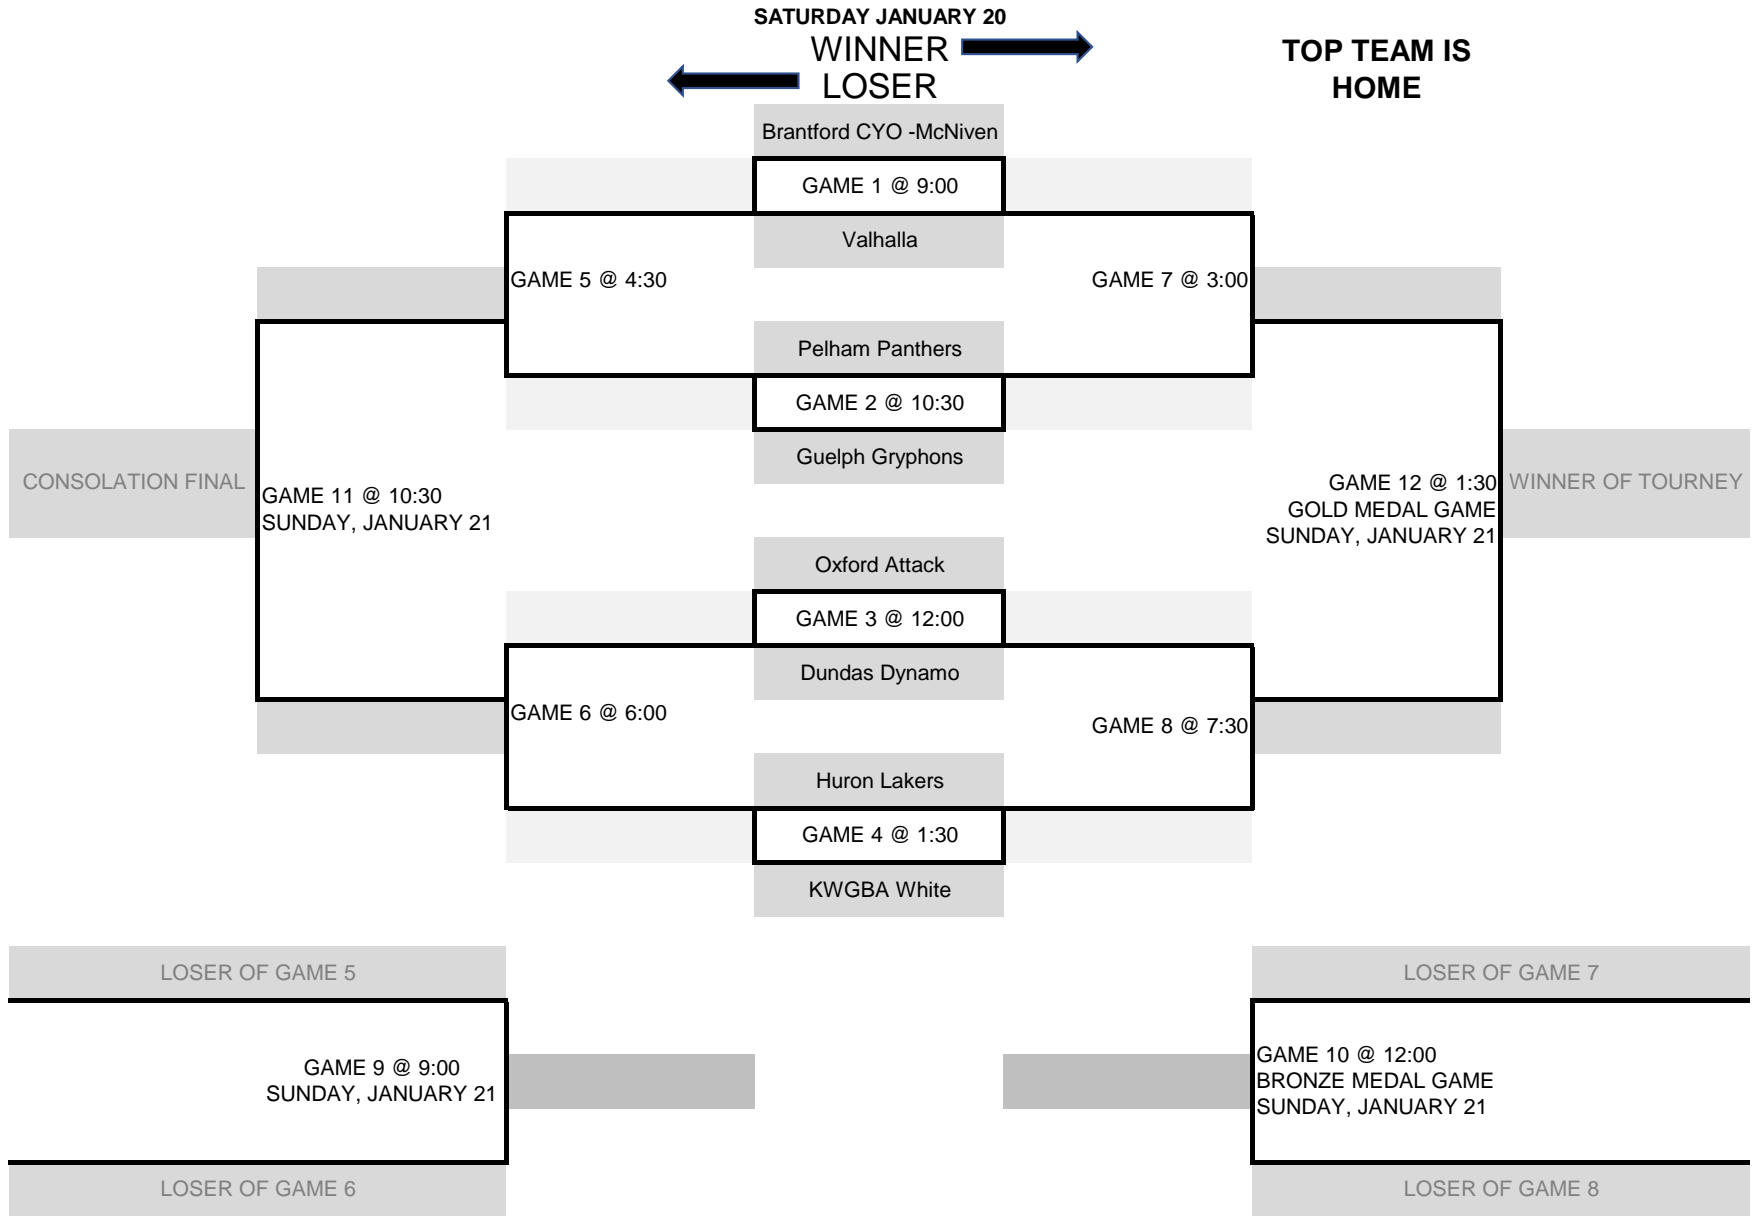 SATURDAY JANUARY 20
WINNER
LOSER
TOP TEAM IS
HOME
Brantford CYO -McNiven
GAME 1 @ 9:00
Valhalla
GAME 5 @ 4:30
GAME 7 @ 3:00
Pelham Panthers
GAME 2 @ 10:30
Guelph Gryphons
CONSOLATION FINAL
GAME 11 @ 10:30
SUNDAY, JANUARY 21
GAME 12 @ 1:30
GOLD MEDAL GAME
SUNDAY, JANUARY 21
WINNER OF TOURNEY
Oxford Attack
GAME 3 @ 12:00
Dundas Dynamo
GAME 6 @ 6:00
GAME 8 @ 7:30
Huron Lakers
GAME 4 @ 1:30
KWGBA White
LOSER OF GAME 5
LOSER OF GAME 7
GAME 9 @ 9:00
SUNDAY, JANUARY 21
GAME 10 @ 12:00
BRONZE MEDAL GAME
SUNDAY, JANUARY 21
LOSER OF GAME 6
LOSER OF GAME 8